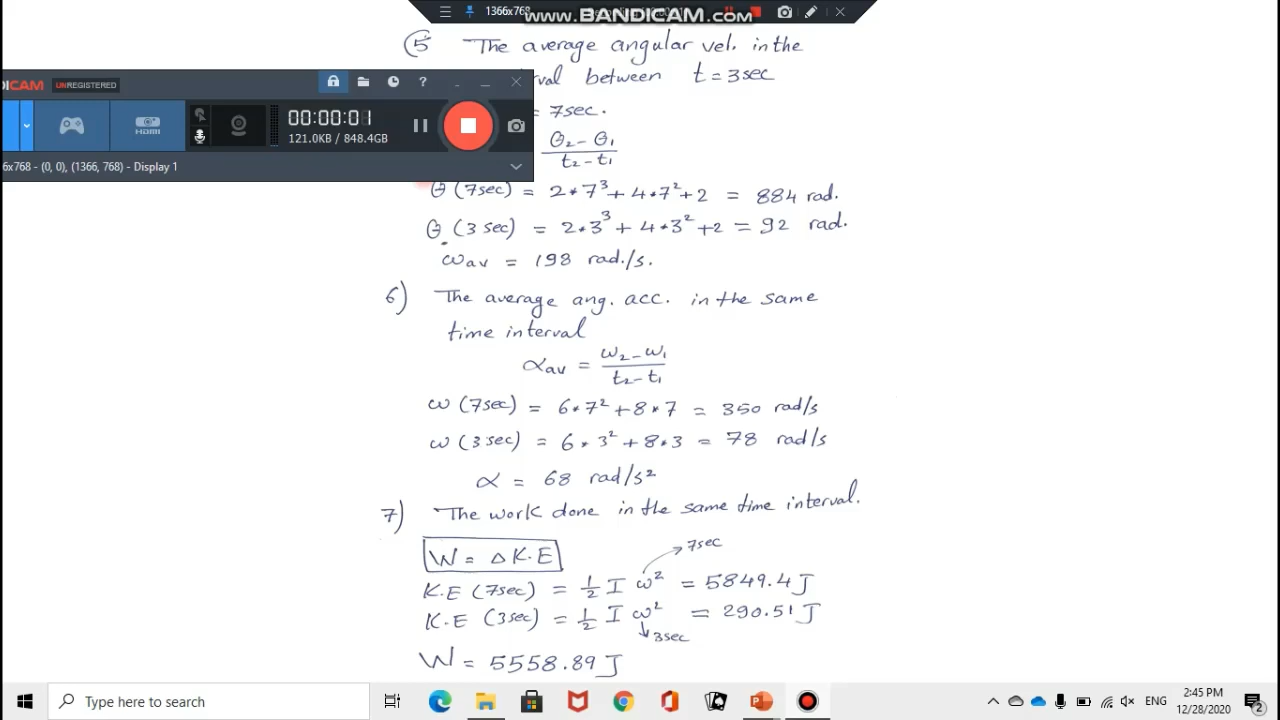 1366x768
www.BANDICAM.com
5 The average angular vel. in the
DICAM UNREGISTERED
between t = 3sec
= 7sec.
00:00:01
121.0KB / 848.4GB
HDMI
θ₂ - θ₁
t₂ - t₁
6x768 - (0, 0), (1366, 768) - Display 1
θ (7sec) = 2*7³ + 4*7² + 2 = 884 rad.
θ (3 sec) = 2*3³ + 4*3² + 2 = 92 rad.
ωav = 198 rad./s.
6) The average ang. acc. in the same
time interval
αav = ω₂ - ω₁
t₂ - t₁
ω (7sec) = 6*7² + 8*7 = 350 rad/s
ω (3sec) = 6*3² + 8*3 = 78 rad/s
α = 68 rad/s²
7) The work done in the same time interval.
W = Δ K.E
7sec
K.E (7sec) = ½ I ω² = 5849.4 J
K.E (3sec) = ½ I ω² = 290.51 J
3sec
W = 5558.89 J
Type here to search
ENG
2:45 PM
12/28/2020
2